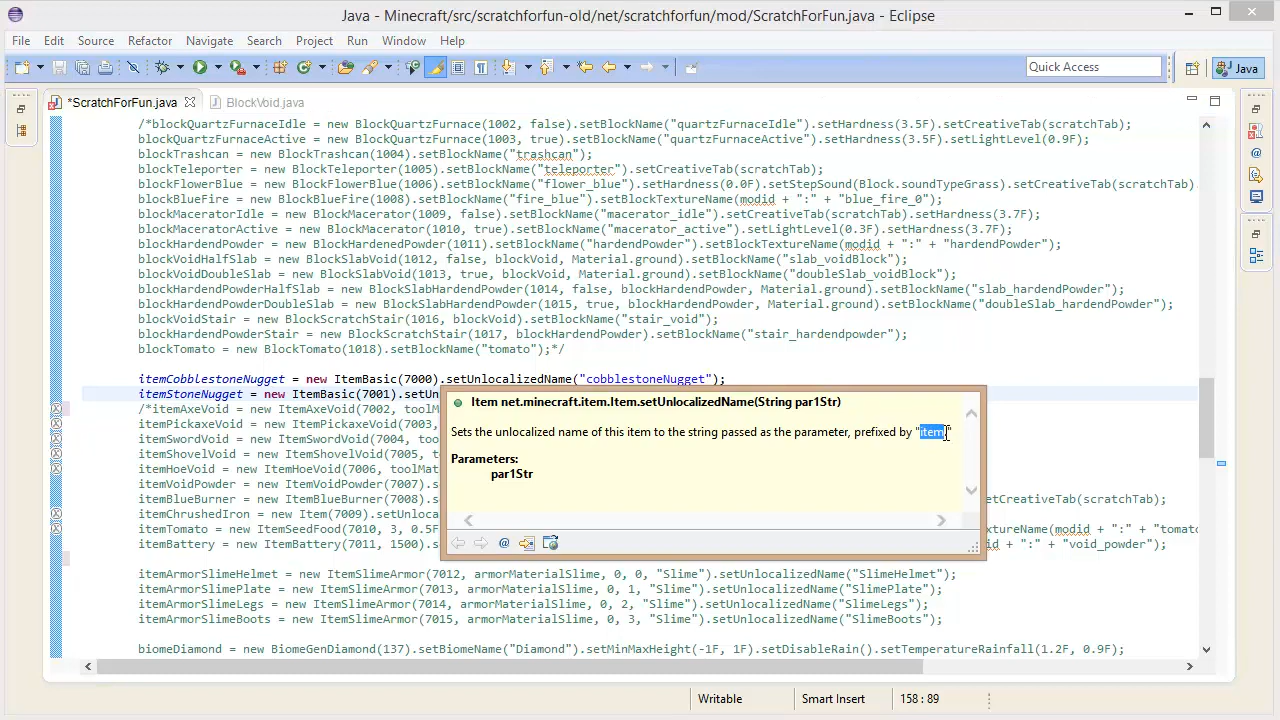 Java - Minecraft/src/scratchforfun-old/net/scratchforfun/mod/ScratchForFun.java - Eclipse
File Edit Source Refactor Navigate Search Project Run Window Help
Quick Access
Java
*ScratchForFun.java BlockVoid.java
/*blockQuartzFurnaceIdle = new BlockQuartzFurnace(1002, false).setBlockName("quartzFurnaceIdle").setHardness(3.5F).setCreativeTab(scratchTab);
blockQuartzFurnaceActive = new BlockQuartzFurnace(1003, true).setBlockName("quartzFurnaceActive").setHardness(3.5F).setLightLevel(0.9F);
blockTrashcan = new BlockTrashcan(1004).setBlockName("trashcan");
blockTeleporter = new BlockTeleporter(1005).setBlockName("teleporter").setCreativeTab(scratchTab);
blockFlowerBlue = new BlockFlowerBlue(1006).setBlockName("flower_blue").setHardness(0.0F).setStepSound(Block.soundTypeGrass).setCreativeTab(scratchTab).
blockBlueFire = new BlockBlueFire(1008).setBlockName("fire_blue").setBlockTextureName(modid + ":" + "blue_fire_0");
blockMaceratorIdle = new BlockMacerator(1009, false).setBlockName("macerator_idle").setCreativeTab(scratchTab).setHardness(3.7F);
blockMaceratorActive = new BlockMacerator(1010, true).setBlockName("macerator_active").setLightLevel(0.3F).setHardness(3.7F);
blockHardendPowder = new BlockHardenedPowder(1011).setBlockName("hardendPowder").setBlockTextureName(modid + ":" + "hardendPowder");
blockVoidHalfSlab = new BlockSlabVoid(1012, false, blockVoid, Material.ground).setBlockName("slab_voidBlock");
blockVoidDoubleSlab = new BlockSlabVoid(1013, true, blockVoid, Material.ground).setBlockName("doubleSlab_voidBlock");
blockHardendPowderHalfSlab = new BlockSlabHardendPowder(1014, false, blockHardendPowder, Material.ground).setBlockName("slab_hardendPowder");
blockHardendPowderDoubleSlab = new BlockSlabHardendPowder(1015, true, blockHardendPowder, Material.ground).setBlockName("doubleSlab_hardendPowder");
blockVoidStair = new BlockScratchStair(1016, blockVoid).setBlockName("stair_void");
blockHardendPowderStair = new BlockScratchStair(1017, blockHardendPowder).setBlockName("stair_hardendpowder");
blockTomato = new BlockTomato(1018).setBlockName("tomato");*/
itemCobblestoneNugget = new ItemBasic(7000).setUnlocalizedName("cobblestoneNugget");
itemStoneNugget = new ItemBasic(7001).setUn
/*itemAxeVoid = new ItemAxeVoid(7002, toolM
itemPickaxeVoid = new ItemPickaxeVoid(7003,
itemSwordVoid = new ItemSwordVoid(7004, too
itemShovelVoid = new ItemShovelVoid(7005, t
itemHoeVoid = new ItemHoeVoid(7006, toolMat
itemVoidPowder = new ItemVoidPowder(7007).s
itemBlueBurner = new ItemBlueBurner(7008).s etCreativeTab(scratchTab);
itemChrushedIron = new Item(7009).setUnloca
itemTomato = new ItemSeedFood(7010, 3, 0.5F xtureName(modid + ":" + "tomato
itemBattery = new ItemBattery(7011, 1500).s id + ":" + "void_powder");
Item net.minecraft.item.Item.setUnlocalizedName(String par1Str)
Sets the unlocalized name of this item to the string passed as the parameter, prefixed by "item."
Parameters:
par1Str
itemArmorSlimeHelmet = new ItemSlimeArmor(7012, armorMaterialSlime, 0, 0, "Slime").setUnlocalizedName("SlimeHelmet");
itemArmorSlimePlate = new ItemSlimeArmor(7013, armorMaterialSlime, 0, 1, "Slime").setUnlocalizedName("SlimePlate");
itemArmorSlimeLegs = new ItemSlimeArmor(7014, armorMaterialSlime, 0, 2, "Slime").setUnlocalizedName("SlimeLegs");
itemArmorSlimeBoots = new ItemSlimeArmor(7015, armorMaterialSlime, 0, 3, "Slime").setUnlocalizedName("SlimeBoots");
biomeDiamond = new BiomeGenDiamond(137).setBiomeName("Diamond").setMinMaxHeight(-1F, 1F).setDisableRain().setTemperatureRainfall(1.2F, 0.9F);
Writable Smart Insert 158 : 89